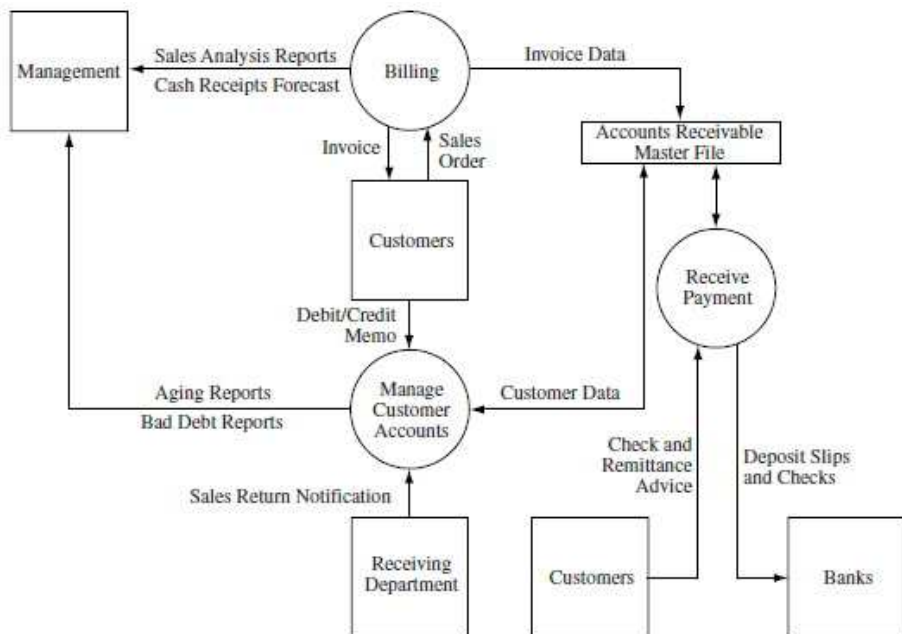 Management
Sales Analysis Reports
Cash Receipts Forecast
Billing
Invoice Data
Accounts Receivable
Master File
Invoice
Sales
Order
Customers
Receive
Payment
Debit/Credit
Memo
Aging Reports
Bad Debt Reports
Manage
Customer
Accounts
Customer Data
Check and
Remittance
Advice
Deposit Slips
and Checks
Sales Return Notification
Receiving
Department
Customers
Banks